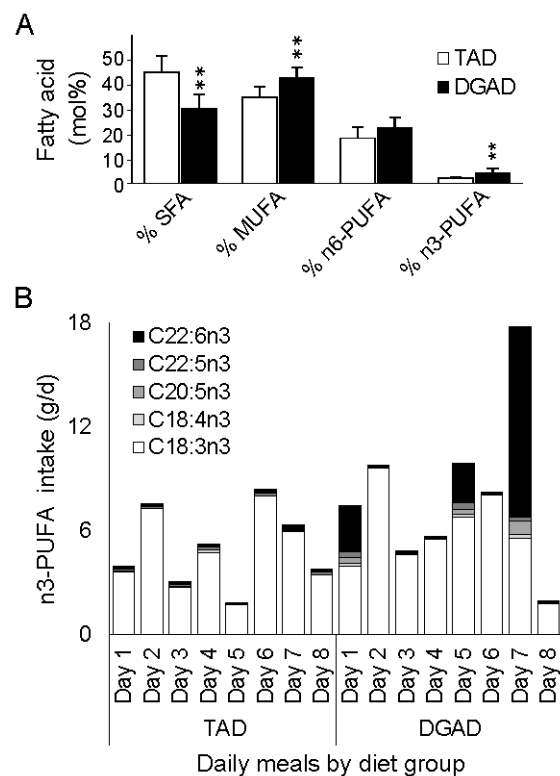 A
Fatty acid
(mol%)
50
40
30
20
10
0
**
**
**
TAD
DGAD
% SFA
% MUFA
% n6-PUFA
% n3-PUFA
B
n3-PUFA intake (g/d)
18
12
6
0
C22:6n3
C22:5n3
C20:5n3
C18:4n3
C18:3n3
Day 1
Day 2
Day 3
Day 4
Day 5
Day 6
Day 7
Day 8
Day 1
Day 2
Day 3
Day 4
Day 5
Day 6
Day 7
Day 8
TAD
DGAD
Daily meals by diet group